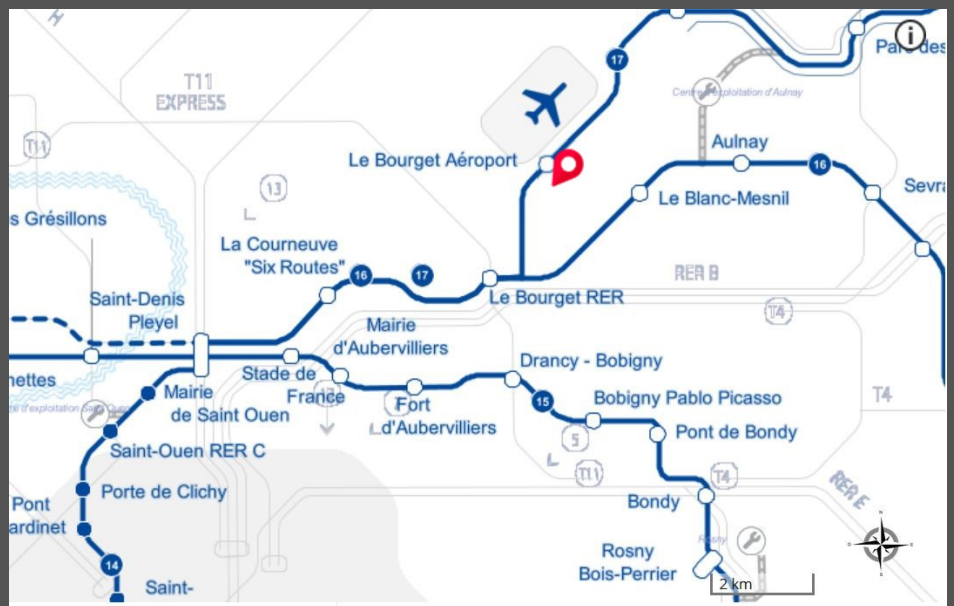 i
Parc des
17
T11
EXPRESS
Centre d'exploitation d'Aulnay
T11
Aulnay
Le Bourget Aéroport
16
13
Le Blanc-Mesnil
Sevra
s Grésillons
La Courneuve
"Six Routes"
16
17
RER B
Saint-Denis
Pleyel
Le Bourget RER
T4
Mairie
d'Aubervilliers
Drancy - Bobigny
Stade de
France
nettes
Mairie
de Saint Ouen
Fort
d'Aubervilliers
15
Bobigny Pablo Picasso
T4
5
Pont de Bondy
Saint-Ouen RER C
T11
T4
RER E
Porte de Clichy
Pont
ardinet
Bondy
Rosny
14
Rosny
Bois-Perrier
2 km
Saint-